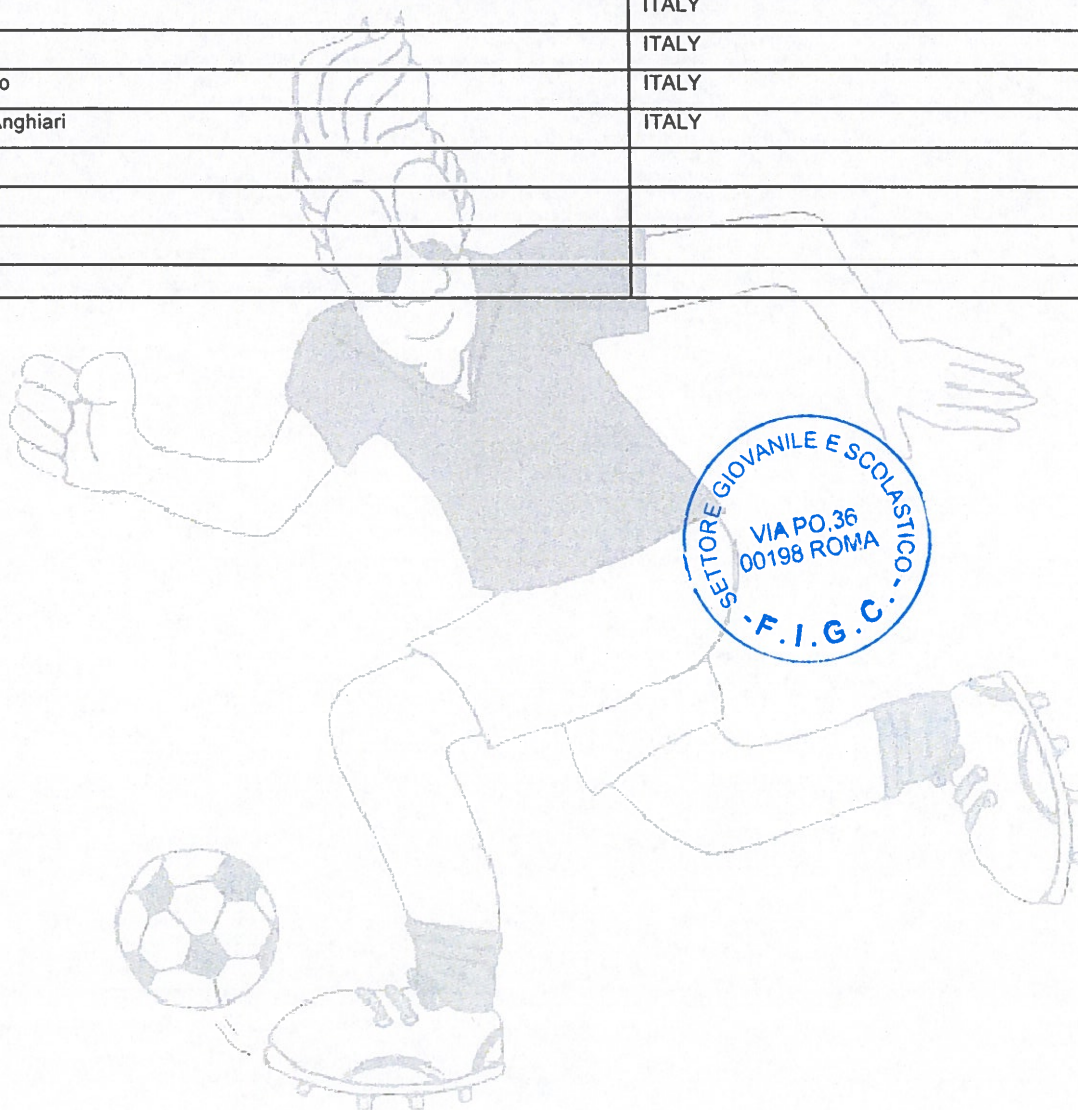 ITALY
ITALY
o
ITALY
Anghiari
ITALY
SETTORE GIOVANILE E SCOLASTICO -
VIA PO,36
00198 ROMA
- F.I.G.C. -